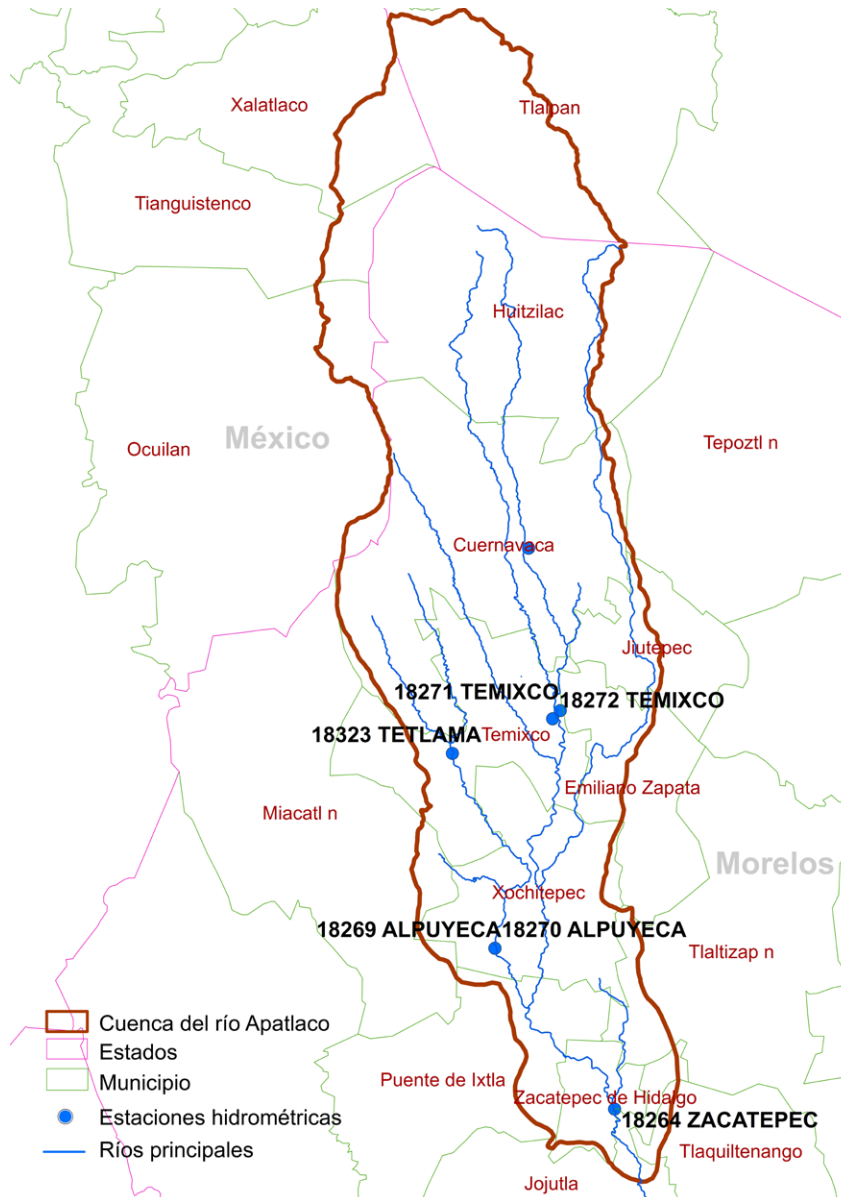 Xalatlaco
Tlalpan
Tianguistenco
Huitzilac
México
Ocuilan
Tepoztl n
Cuernavaca
Jiutepec
18271 TEMIXCO
18272 TEMIXCO
18323 TETLAMA
Temixco
Emiliano Zapata
Miacatl n
Morelos
Xochitepec
18269 ALPUYECA
18270 ALPUYECA
Tlaltizap n
Cuenca del río Apatlaco
Estados
Municipio
Estaciones hidrométricas
Ríos principales
Puente de Ixtla
Zacatepec de Hidalgo
18264 ZACATEPEC
Tlaquiltenango
Jojutla